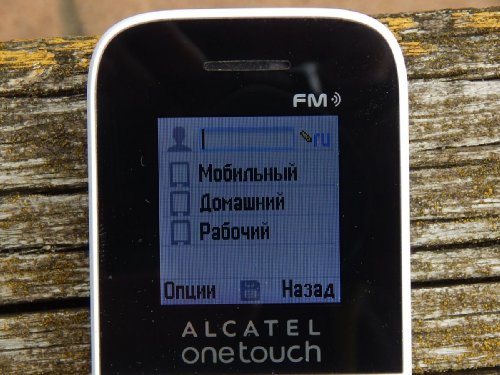 FM
ru
Мобильный
Домашний
Рабочий
Опции Назад
ALCATEL
onetouch